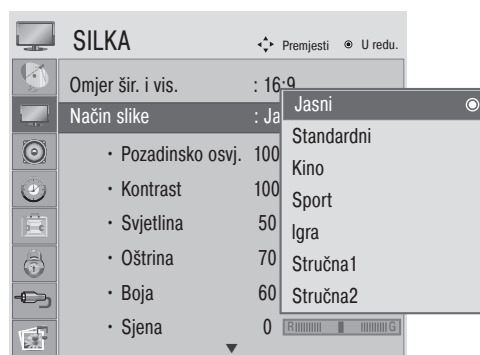 SILKA
Premjesti
U redu.
Omjer šir. i vis. : 16:9
Način slike : Ja
Jasni
Standardni
Kino
Sport
Igra
Stručna1
Stručna2
· Pozadinsko osvj. 100
· Kontrast 100
· Svjetlina 50
· Oštrina 70
· Boja 60
· Sjena 0 R G